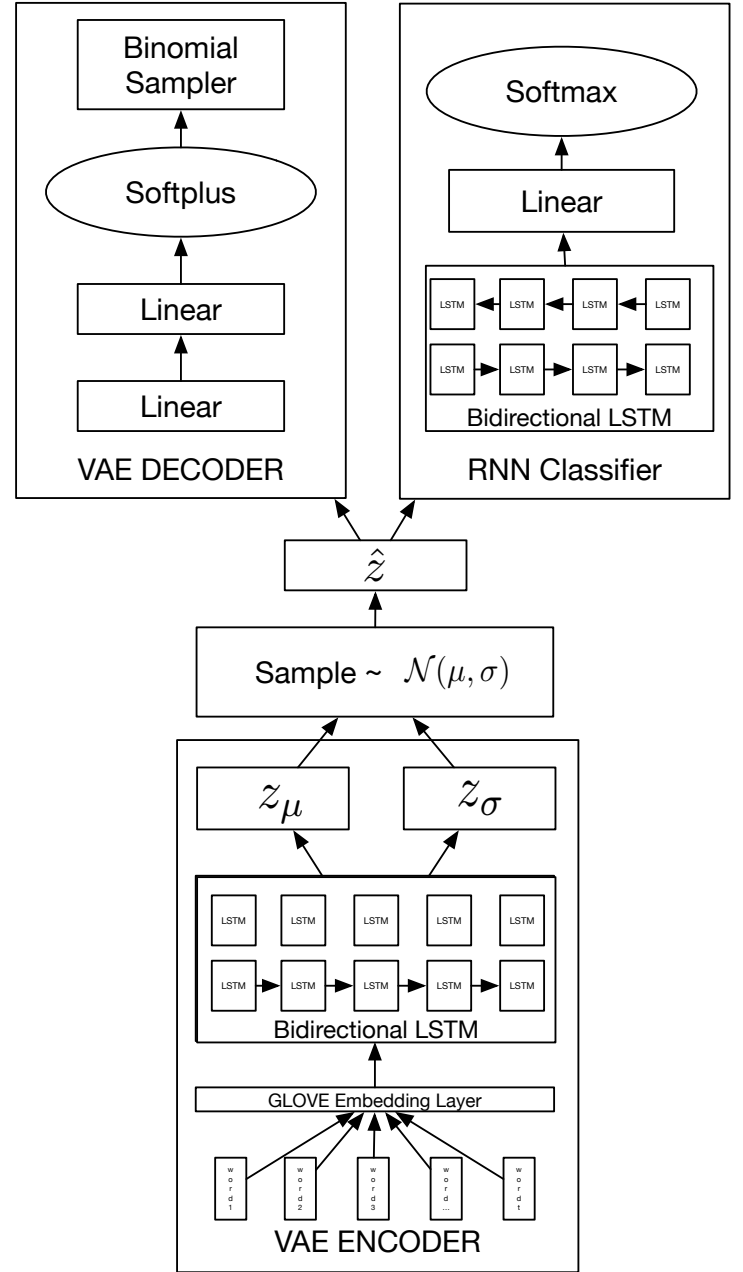 Binomial
Sampler
Softplus
Linear
Linear
VAE DECODER
Softmax
Linear
LSTM LSTM LSTM LSTM
LSTM LSTM LSTM LSTM
Bidirectional LSTM
RNN Classifier
ẑ
Sample ~ 𝒩(μ, σ)
z_μ
z_σ
LSTM LSTM LSTM LSTM LSTM
LSTM LSTM LSTM LSTM LSTM
Bidirectional LSTM
GLOVE Embedding Layer
word1 word2 word3 word... wordt
VAE ENCODER